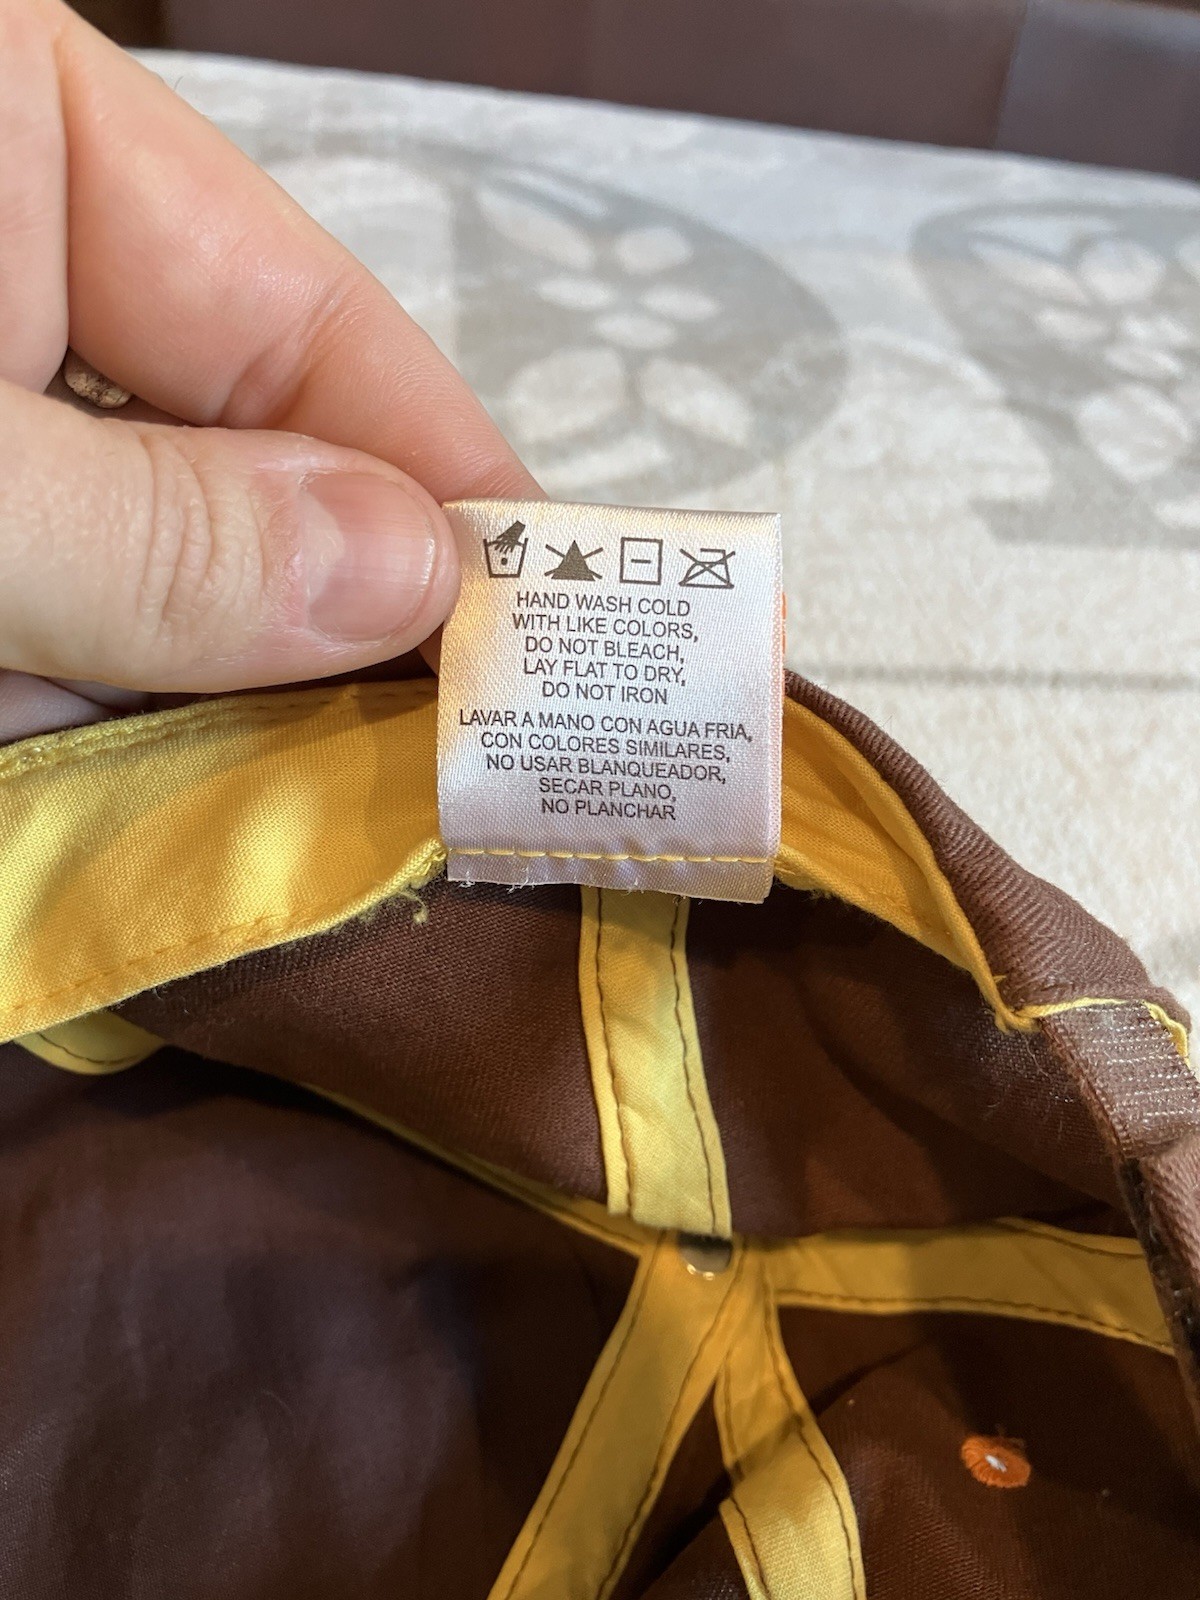 HAND WASH COLD
WITH LIKE COLORS,
DO NOT BLEACH,
LAY FLAT TO DRY,
DO NOT IRON
LAVAR A MANO CON AGUA FRIA,
CON COLORES SIMILARES,
NO USAR BLANQUEADOR,
SECAR PLANO,
NO PLANCHAR